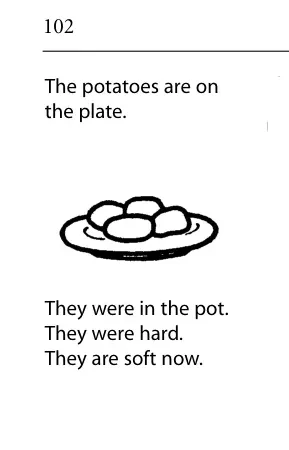 102
The potatoes are on
the plate.
They were in the pot.
They were hard.
They are soft now.